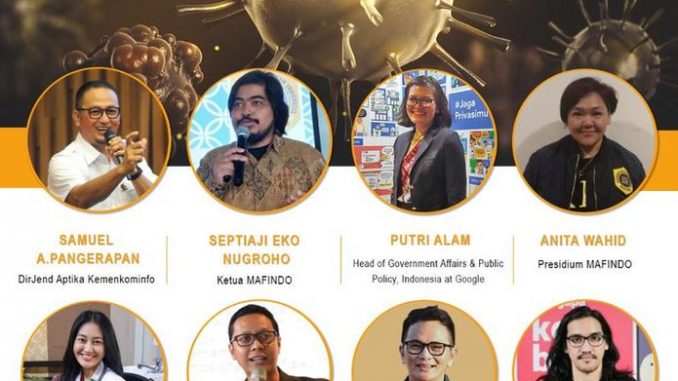 #Jaga
Privasimu
SAMUEL
A.PANGERAPAN
DirJend Aptika Kemenkominfo
SEPTIAJI EKO
NUGROHO
Ketua MAFINDO
PUTRI ALAM
Head of Government Affairs & Public
Policy, Indonesia at Google
ANITA WAHID
Presidium MAFINDO